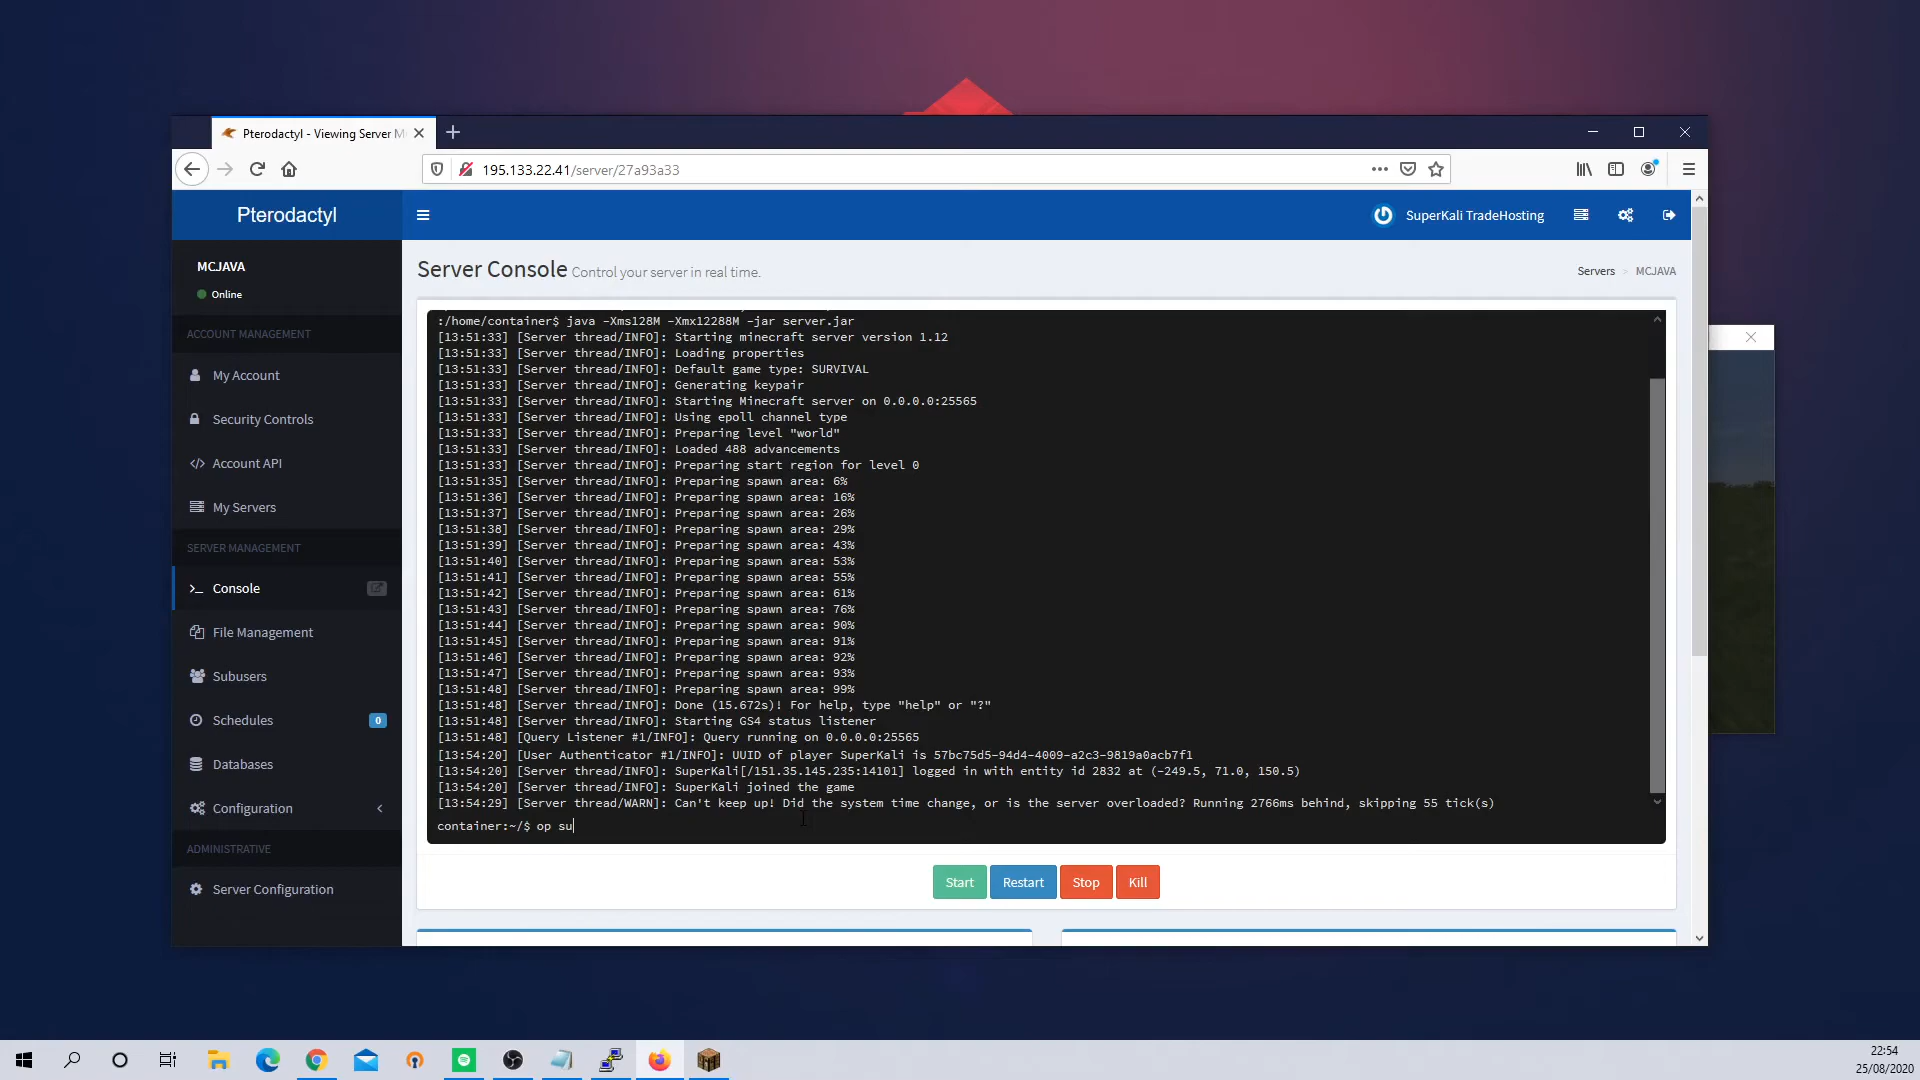 Pterodactyl - Viewing Server M
195.133.22.41/server/27a93a33
Pterodactyl
SuperKali TradeHosting
MCJAVA
Online
ACCOUNT MANAGEMENT
My Account
Security Controls
Account API
My Servers
SERVER MANAGEMENT
Console
File Management
Subusers
Schedules
0
Databases
Configuration
ADMINISTRATIVE
Server Configuration
Server Console Control your server in real time.
Servers > MCJAVA
:/home/container$ java -Xms128M -Xmx12288M -jar server.jar
[13:51:33] [Server thread/INFO]: Starting minecraft server version 1.12
[13:51:33] [Server thread/INFO]: Loading properties
[13:51:33] [Server thread/INFO]: Default game type: SURVIVAL
[13:51:33] [Server thread/INFO]: Generating keypair
[13:51:33] [Server thread/INFO]: Starting Minecraft server on 0.0.0.0:25565
[13:51:33] [Server thread/INFO]: Using epoll channel type
[13:51:33] [Server thread/INFO]: Preparing level "world"
[13:51:33] [Server thread/INFO]: Loaded 488 advancements
[13:51:33] [Server thread/INFO]: Preparing start region for level 0
[13:51:35] [Server thread/INFO]: Preparing spawn area: 6%
[13:51:36] [Server thread/INFO]: Preparing spawn area: 16%
[13:51:37] [Server thread/INFO]: Preparing spawn area: 26%
[13:51:38] [Server thread/INFO]: Preparing spawn area: 29%
[13:51:39] [Server thread/INFO]: Preparing spawn area: 43%
[13:51:40] [Server thread/INFO]: Preparing spawn area: 53%
[13:51:41] [Server thread/INFO]: Preparing spawn area: 55%
[13:51:42] [Server thread/INFO]: Preparing spawn area: 61%
[13:51:43] [Server thread/INFO]: Preparing spawn area: 76%
[13:51:44] [Server thread/INFO]: Preparing spawn area: 90%
[13:51:45] [Server thread/INFO]: Preparing spawn area: 91%
[13:51:46] [Server thread/INFO]: Preparing spawn area: 92%
[13:51:47] [Server thread/INFO]: Preparing spawn area: 93%
[13:51:48] [Server thread/INFO]: Preparing spawn area: 99%
[13:51:48] [Server thread/INFO]: Done (15.672s)! For help, type "help" or "?"
[13:51:48] [Server thread/INFO]: Starting GS4 status listener
[13:51:48] [Query Listener #1/INFO]: Query running on 0.0.0.0:25565
[13:54:20] [User Authenticator #1/INFO]: UUID of player SuperKali is 57bc75d5-94d4-4009-a2c3-9819a0acb7f1
[13:54:20] [Server thread/INFO]: SuperKali[/151.35.145.235:14101] logged in with entity id 2832 at (-249.5, 71.0, 150.5)
[13:54:20] [Server thread/INFO]: SuperKali joined the game
[13:54:29] [Server thread/WARN]: Can't keep up! Did the system time change, or is the server overloaded? Running 2766ms behind, skipping 55 tick(s)
container:~/$ op su
Start
Restart
Stop
Kill
22:54
25/08/2020